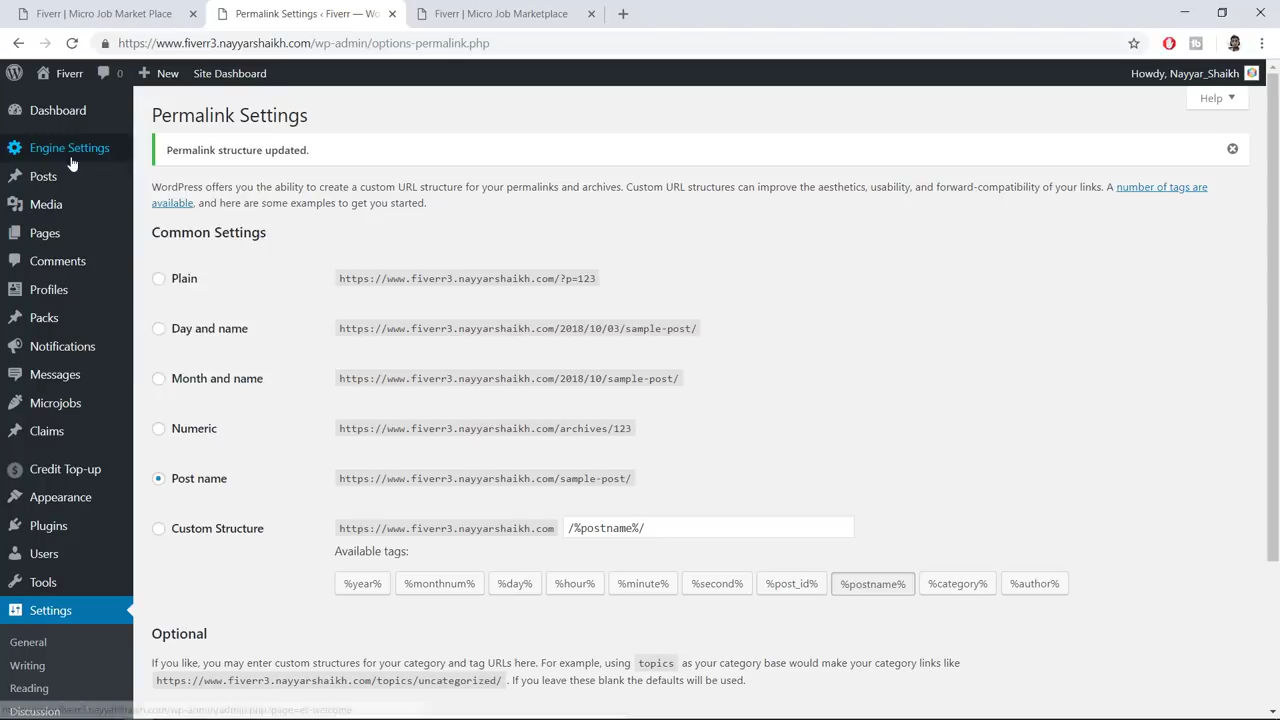 Fiverr | Micro Job Market Place
Permalink Settings ‹ Fiverr — Wo
Fiverr | Micro Job Marketplace
https://www.fiverr3.nayyarshaikh.com/wp-admin/options-permalink.php
Fiverr 0 New Site Dashboard Howdy, Nayyar_Shaikh
Help
Dashboard
Engine Settings
Posts
Media
Pages
Comments
Profiles
Packs
Notifications
Messages
Microjobs
Claims
Credit Top-up
Appearance
Plugins
Users
Tools
Settings
General
Writing
Reading
Discussion
Permalink Settings
Permalink structure updated.
WordPress offers you the ability to create a custom URL structure for your permalinks and archives. Custom URL structures can improve the aesthetics, usability, and forward-compatibility of your links. A number of tags are
available, and here are some examples to get you started.
Common Settings
Plain https://www.fiverr3.nayyarshaikh.com/?p=123
Day and name https://www.fiverr3.nayyarshaikh.com/2018/10/03/sample-post/
Month and name https://www.fiverr3.nayyarshaikh.com/2018/10/sample-post/
Numeric https://www.fiverr3.nayyarshaikh.com/archives/123
Post name https://www.fiverr3.nayyarshaikh.com/sample-post/
Custom Structure https://www.fiverr3.nayyarshaikh.com /%postname%/
Available tags:
%year% %monthnum% %day% %hour% %minute% %second% %post_id% %postname% %category% %author%
Optional
If you like, you may enter custom structures for your category and tag URLs here. For example, using topics as your category base would make your category links like
https://www.fiverr3.nayyarshaikh.com/topics/uncategorized/ . If you leave these blank the defaults will be used.